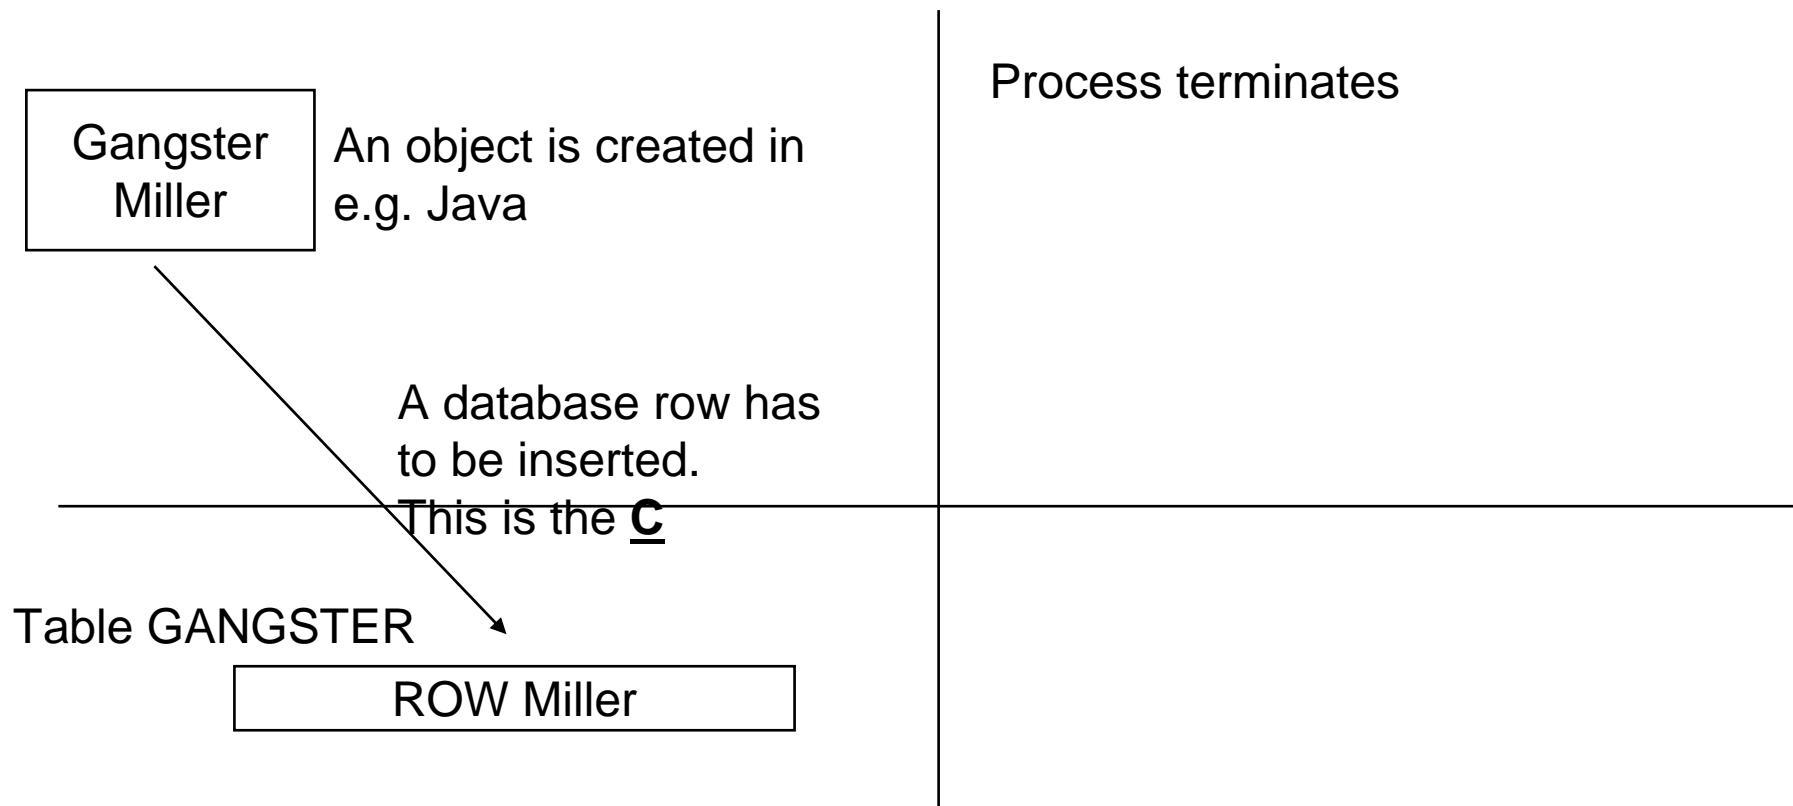 Gangster
Miller
An object is created in
e.g. Java
Process terminates
A database row has
to be inserted.
This is the C
Table GANGSTER
ROW Miller